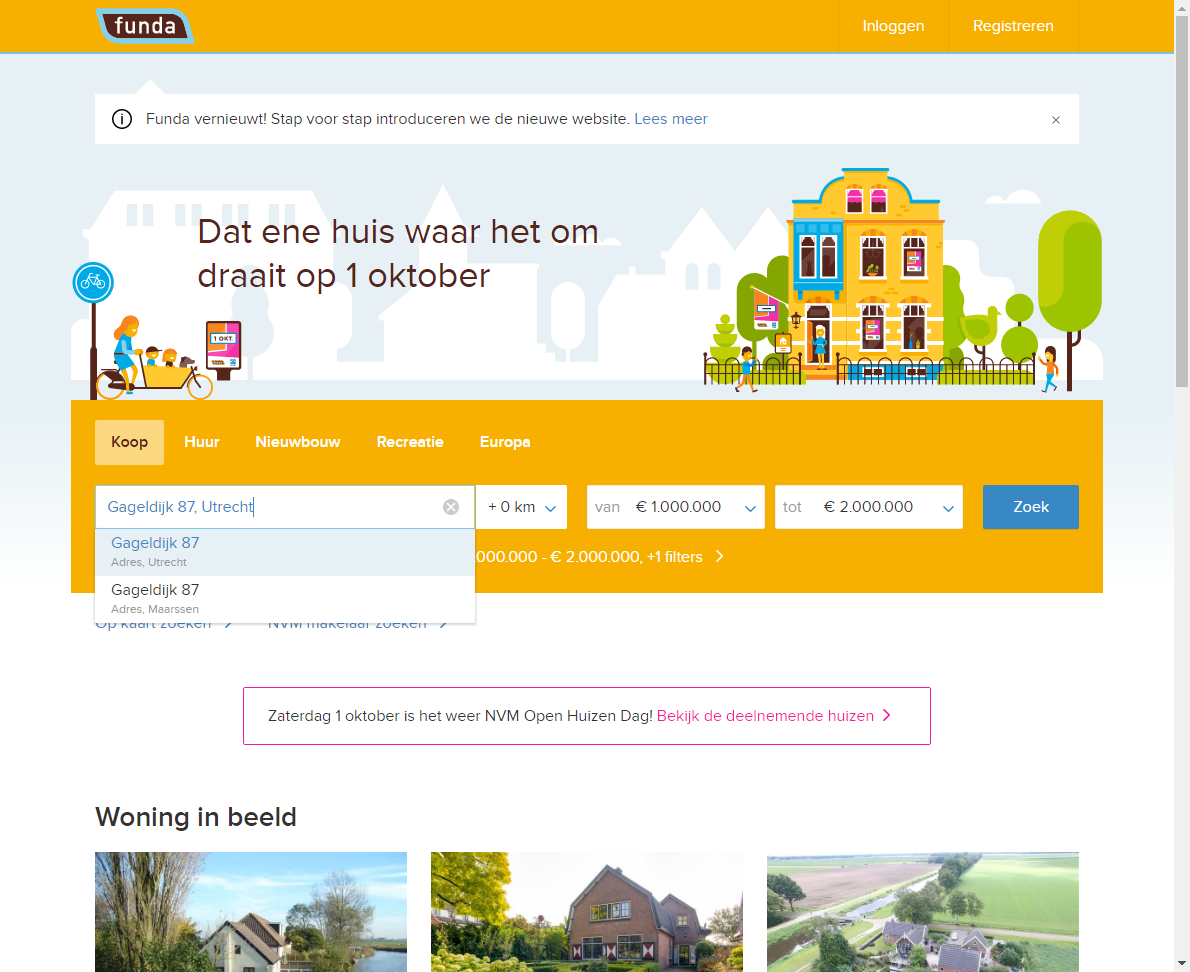 funda
Inloggen
Registreren
Funda vernieuwt! Stap voor stap introduceren we de nieuwe website. Lees meer
Dat ene huis waar het om
draait op 1 oktober
1 OKT
Koop
Huur
Nieuwbouw
Recreatie
Europa
Gageldijk 87, Utrecht
+ 0 km
van € 1.000.000
tot € 2.000.000
Zoek
Gageldijk 87
Adres, Utrecht
000.000 - € 2.000.000, +1 filters
Gageldijk 87
Adres, Maarssen
Op kaart zoeken
NVM makelaar zoeken
Zaterdag 1 oktober is het weer NVM Open Huizen Dag! Bekijk de deelnemende huizen
Woning in beeld